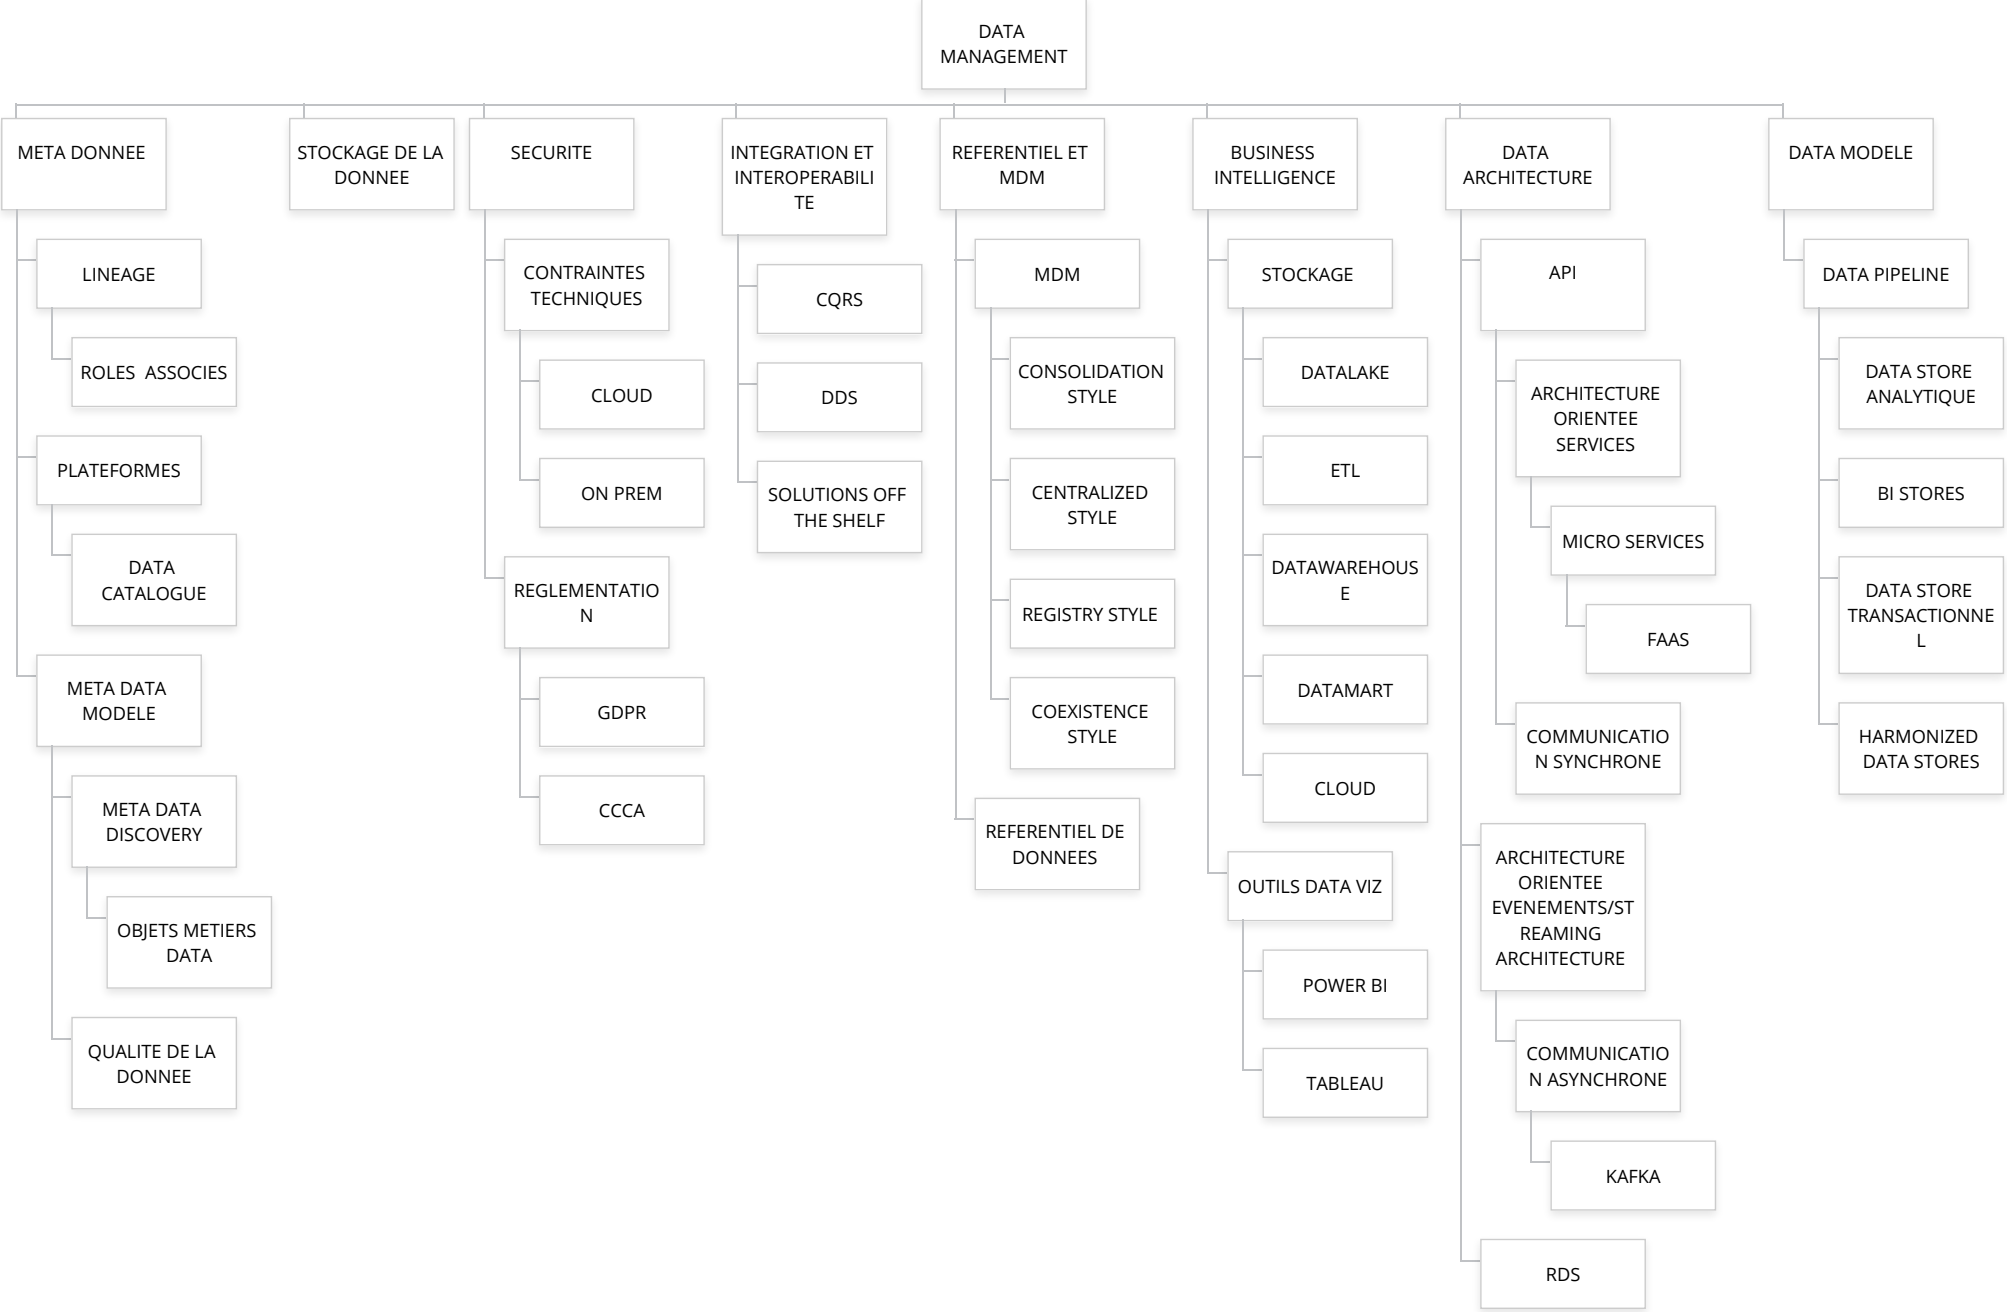 DATA
MANAGEMENT
META DONNEE
LINEAGE
ROLES  ASSOCIES
PLATEFORMES
DATA
CATALOGUE
META DATA
MODELE
META DATA
DISCOVERY
OBJETS METIERS
DATA
QUALITE DE LA
DONNEE
STOCKAGE DE LA
DONNEE
SECURITE
CONTRAINTES
TECHNIQUES
CLOUD
ON PREM
REGLEMENTATIO
N
GDPR
CCCA
INTEGRATION ET
INTEROPERABILI
TE
CQRS
DDS
SOLUTIONS OFF
THE SHELF
REFERENTIEL ET
MDM
MDM
CONSOLIDATION
STYLE
CENTRALIZED
STYLE
REGISTRY STYLE
COEXISTENCE
STYLE
REFERENTIEL DE
DONNEES
BUSINESS
INTELLIGENCE
STOCKAGE
DATALAKE
ETL
DATAWAREHOUS
E
DATAMART
CLOUD
OUTILS DATA VIZ
POWER BI
TABLEAU
DATA
ARCHITECTURE
API
ARCHITECTURE
ORIENTEE
SERVICES
MICRO SERVICES
FAAS
COMMUNICATIO
N SYNCHRONE
ARCHITECTURE
ORIENTEE
EVENEMENTS/ST
REAMING
ARCHITECTURE
COMMUNICATIO
N ASYNCHRONE
KAFKA
RDS
DATA MODELE
DATA PIPELINE
DATA STORE
ANALYTIQUE
BI STORES
DATA STORE
TRANSACTIONNE
L
HARMONIZED
DATA STORES